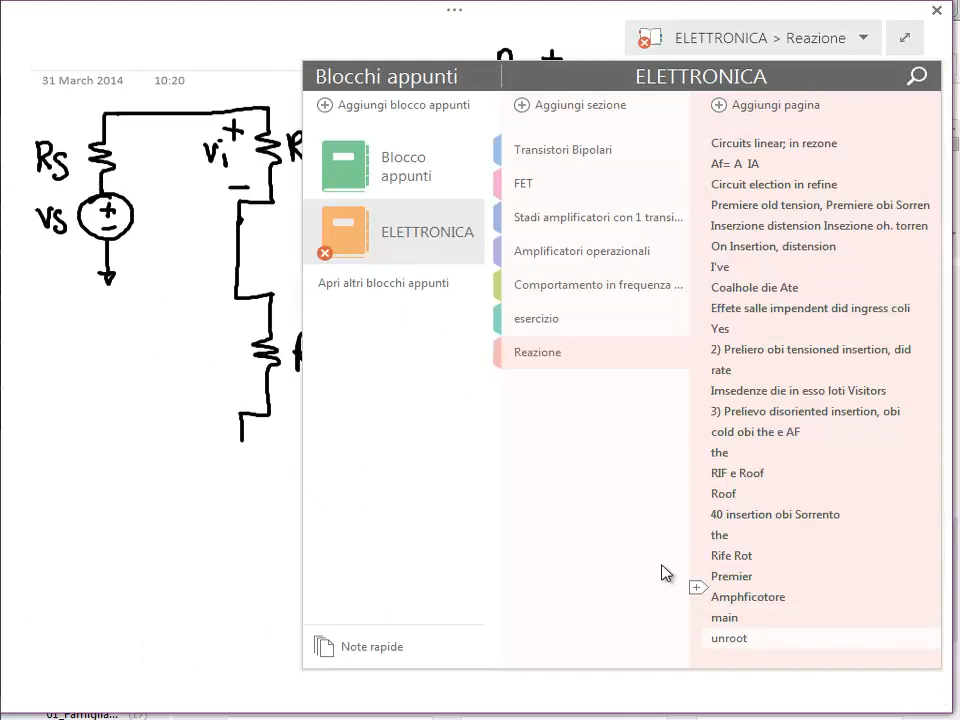 ELETTRONICA > Reazione
31 March 2014 10:20
Blocchi appunti
ELETTRONICA
Aggiungi blocco appunti
Aggiungi sezione
Aggiungi pagina
Blocco
appunti
ELETTRONICA
Apri altri blocchi appunti
Note rapide
Transistori Bipolari
FET
Stadi amplificatori con 1 transi...
Amplificatori operazionali
Comportamento in frequenza ...
esercizio
Reazione
Circuits linear; in rezone
Af= A IA
Circuit election in refine
Premiere old tension, Premiere obi Sorren
Inserzione distension Insezione oh. torren
On Insertion, distension
I've
Coalhole die Ate
Effete salle impendent did ingress coli
Yes
2) Preliero obi tensioned insertion, did
rate
Imsedenze die in esso loti Visitors
3) Prelievo disoriented insertion, obi
cold obi the e AF
the
RIF e Roof
Roof
40 insertion obi Sorrento
the
Rife Rot
Premier
Amphficotore
main
unroot
Rs
vs
vi
+
−
01_Famiglia... (17)